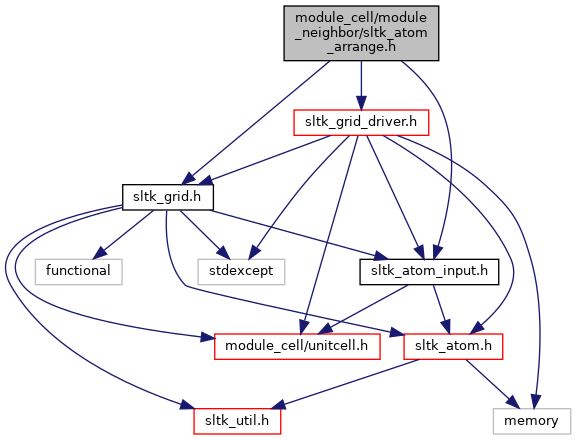 module_cell/module
_neighbor/sltk_atom
_arrange.h
sltk_grid_driver.h
sltk_grid.h
functional
stdexcept
sltk_atom_input.h
module_cell/unitcell.h
sltk_atom.h
sltk_util.h
memory